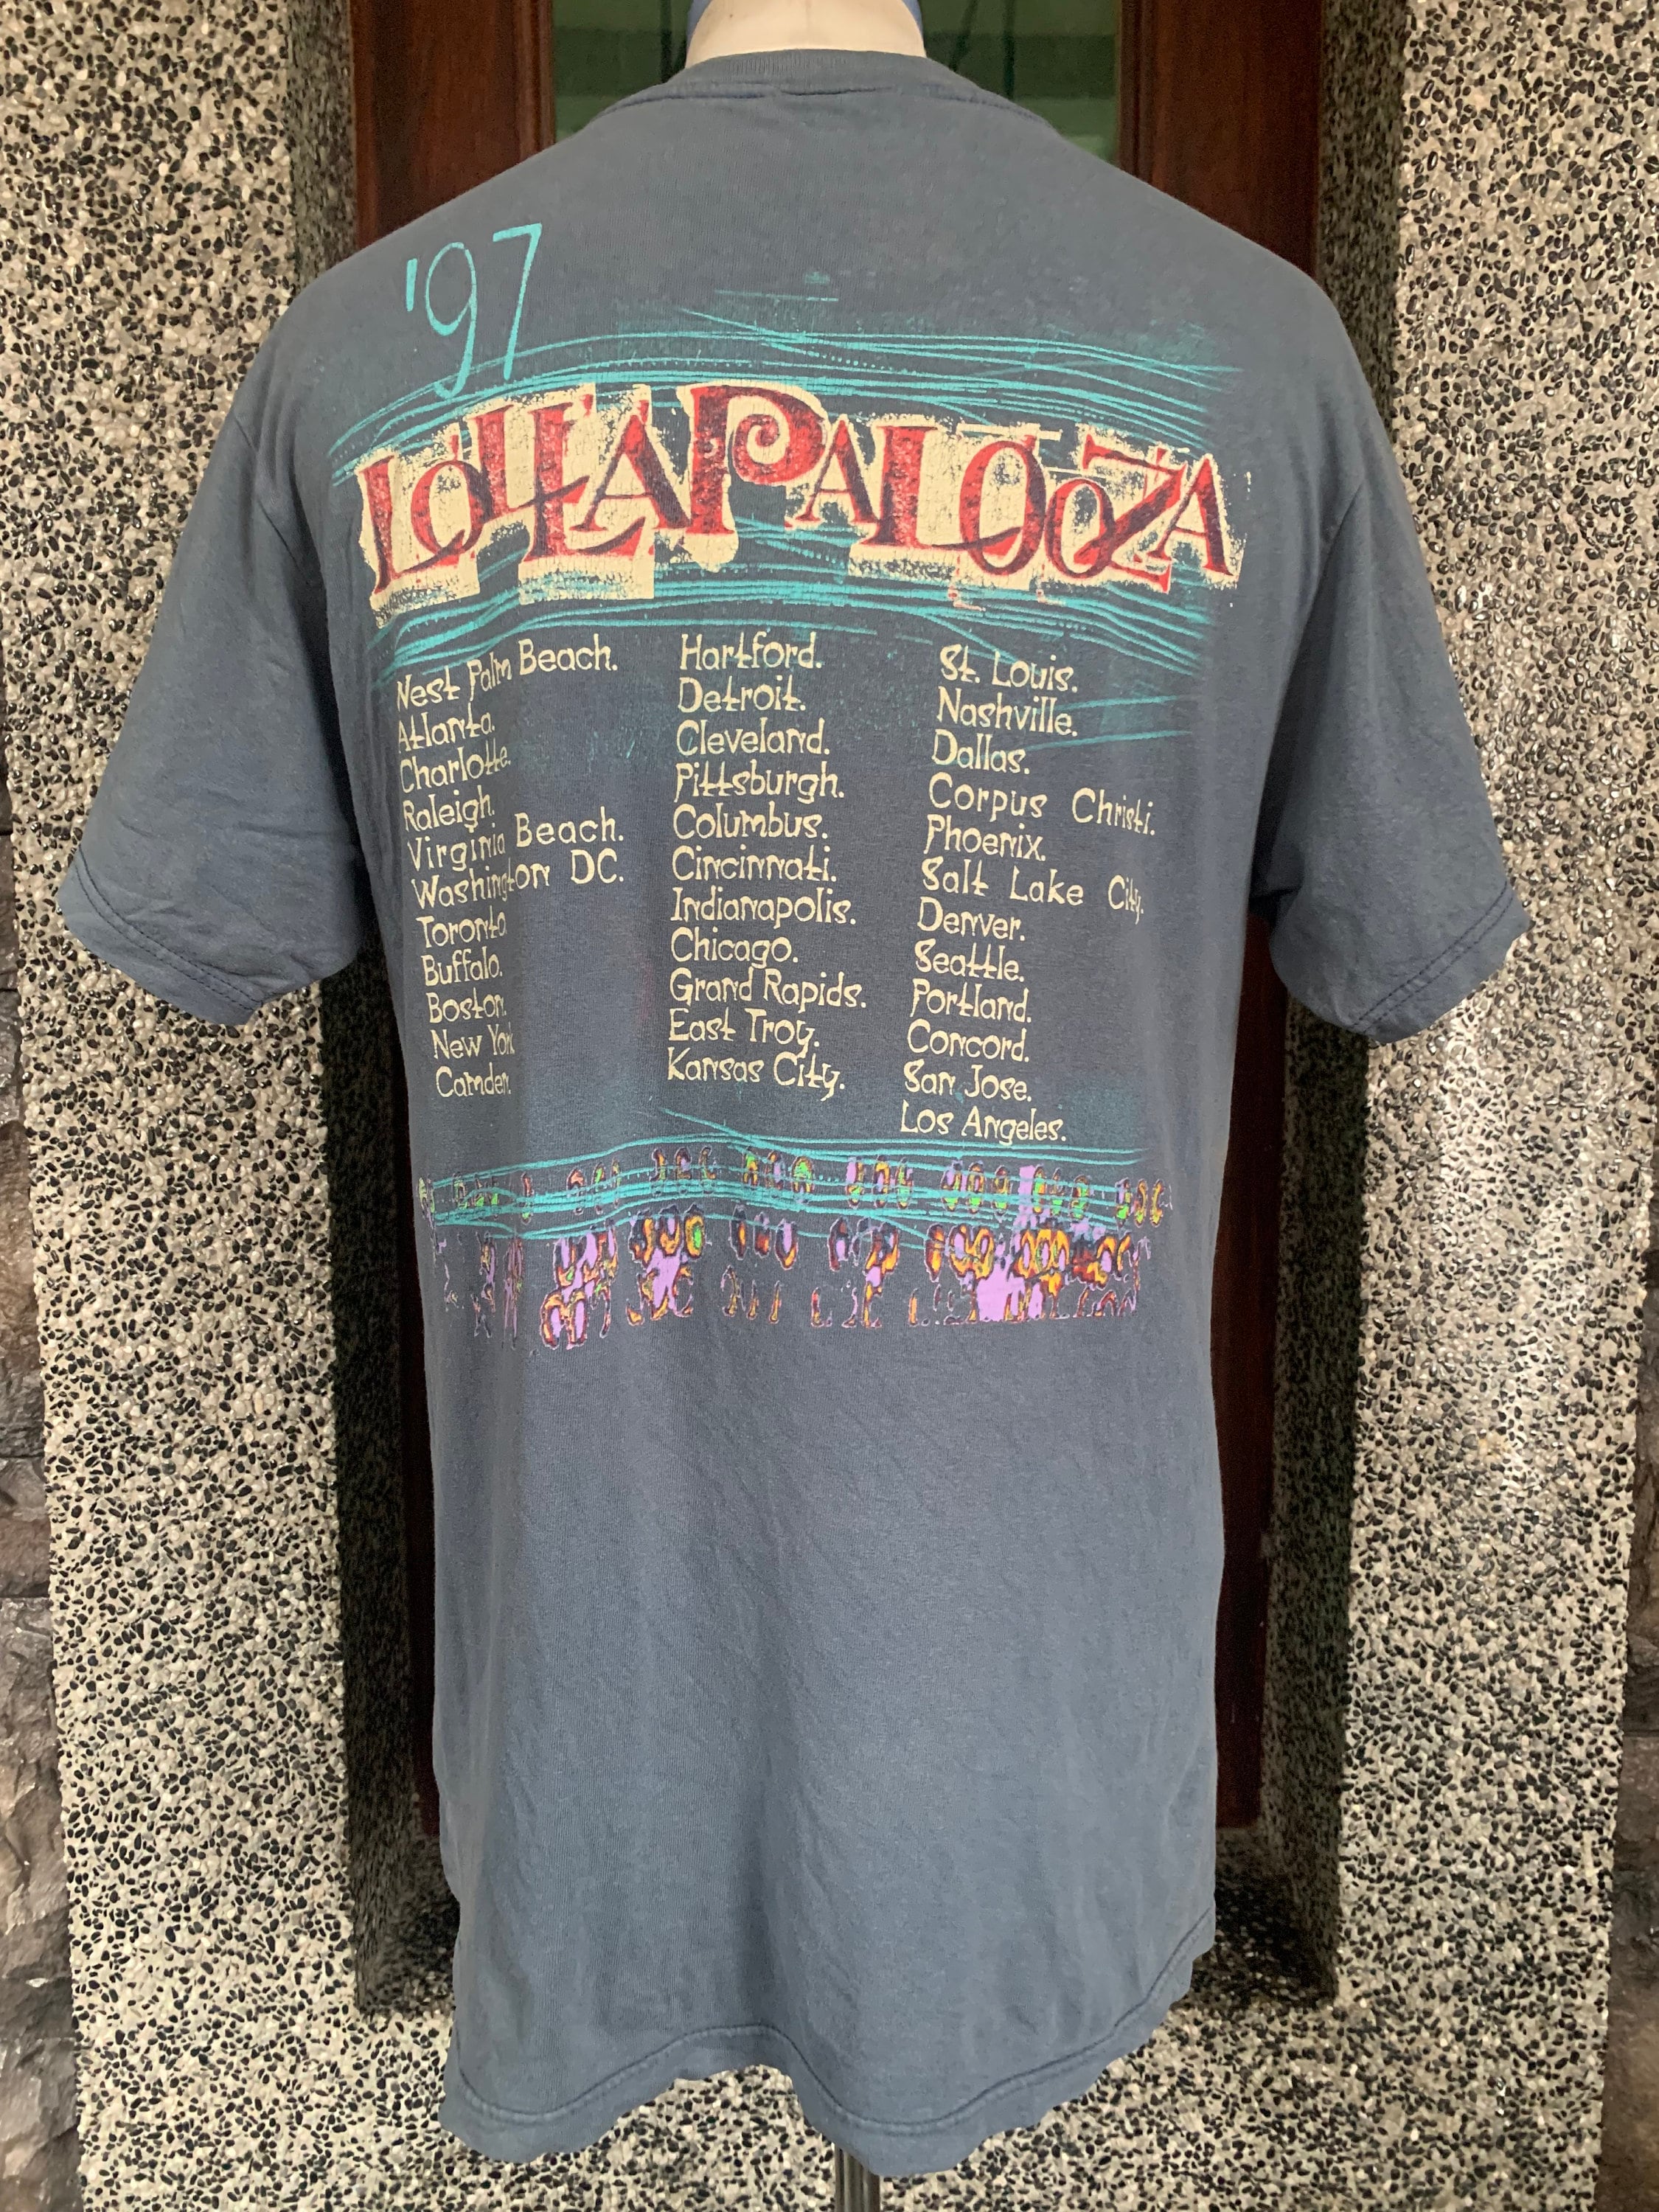 '97
LOLLAPALOOZA
West Palm Beach.
Atlanta.
Charlotte.
Raleigh.
Virginia Beach.
Washington DC.
Toronto.
Buffalo.
Boston.
New York
Camden.
Hartford.
Detroit.
Cleveland.
Pittsburgh.
Columbus.
Cincinnati.
Indianapolis.
Chicago.
Grand Rapids.
East Troy.
Kansas City.
St. Louis.
Nashville.
Dallas.
Corpus Christi.
Phoenix.
Salt Lake City.
Denver.
Seattle.
Portland.
Concord.
San Jose.
Los Angeles.